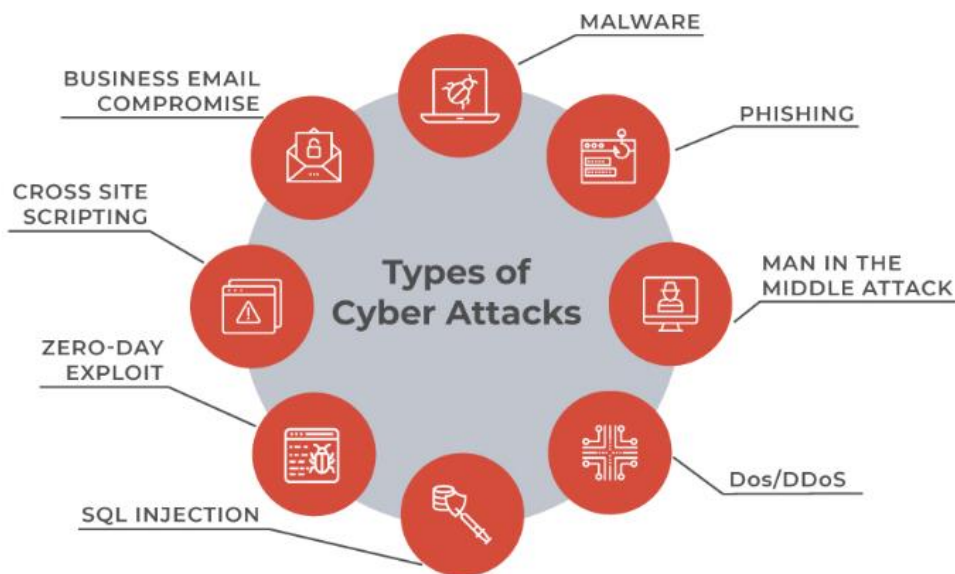 Types of
Cyber Attacks
MALWARE
PHISHING
MAN IN THE
MIDDLE ATTACK
Dos/DDoS
SQL INJECTION
ZERO-DAY
EXPLOIT
CROSS SITE
SCRIPTING
BUSINESS EMAIL
COMPROMISE